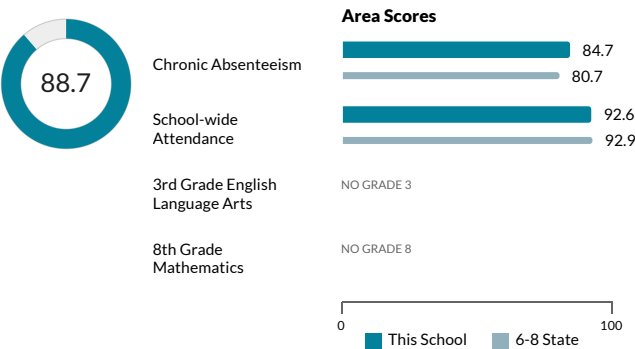 Area Scores
88.7
Chronic Absenteeism
84.7
80.7
School-wide
Attendance
92.6
92.9
3rd Grade English
Language Arts
NO GRADE 3
8th Grade
Mathematics
NO GRADE 8
0
100
This School
6-8 State